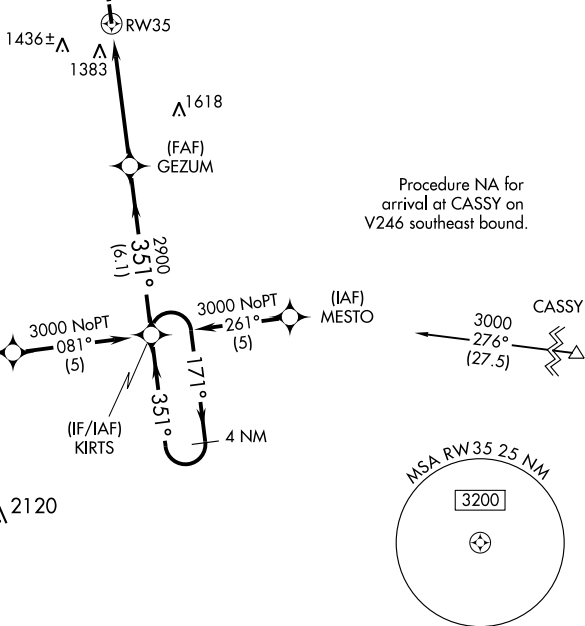 RW35
1436±
1383
1618
(FAF)
GEZUM
Procedure NA for
arrival at CASSY on
V246 southeast bound.
2900
351°
(6.1)
3000 NoPT
081°
(5)
3000 NoPT
261°
(5)
(IAF)
MESTO
CASSY
3000
276°
(27.5)
171°
351°
4 NM
(IF/IAF)
KIRTS
2120
MSA RW35 25 NM
3200